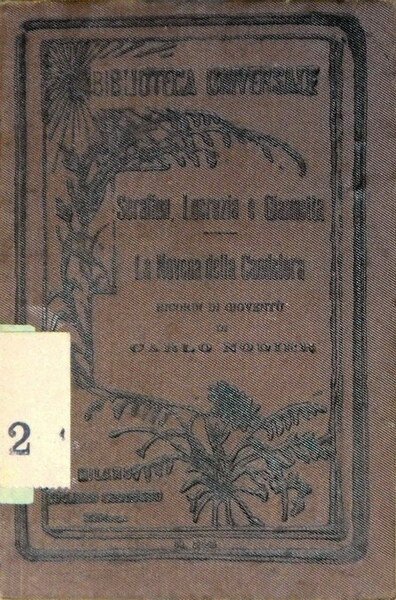 BIBLIOTECA UNIVERSALE
Serafina, Lucrezia e Giannetta
La Novena della Candelora
RICORDI DI GIOVENTÙ
DI
CARLO NODIER
2
MILANO